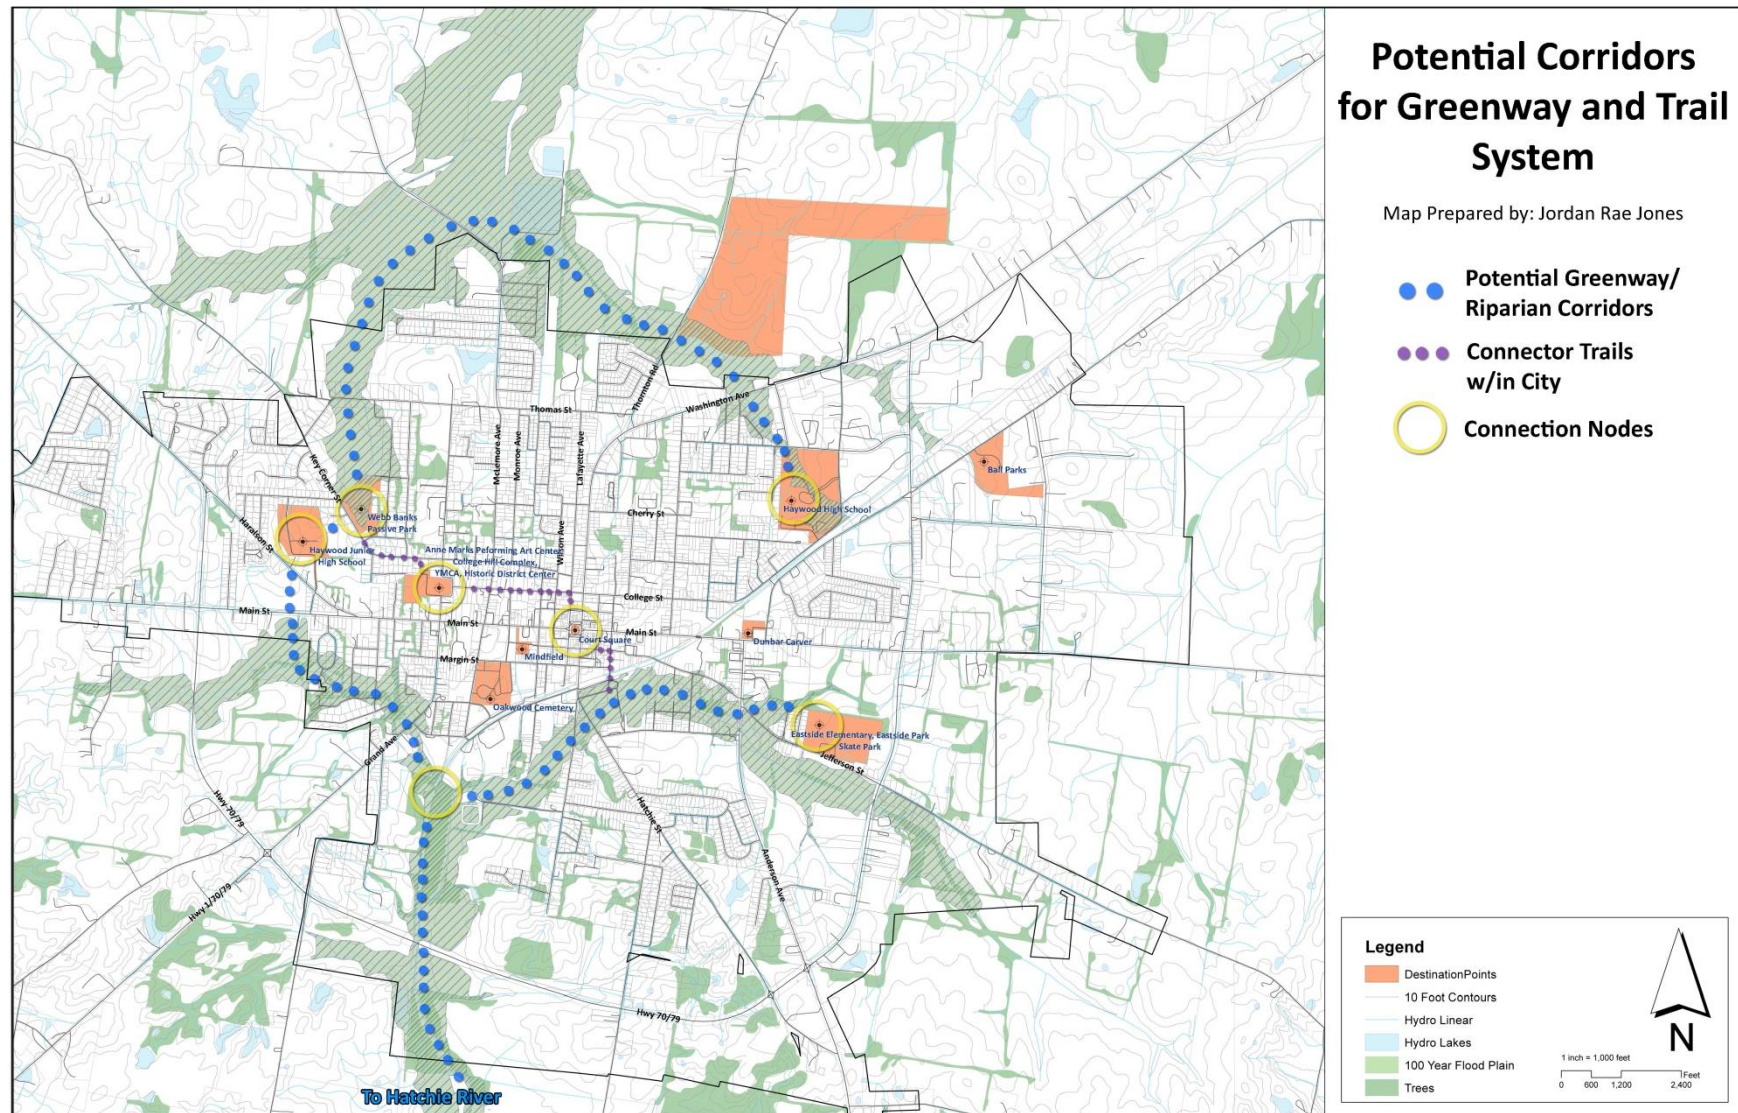 Potential Corridors
for Greenway and Trail
System
Map Prepared by: Jordan Rae Jones
Potential Greenway/
Riparian Corridors
Connector Trails
w/in City
Connection Nodes
Thomas St
Thornton Rd
Washington Ave
McLemore Ave
Monroe Ave
Lafayette Ave
Key Corner St
Ball Parks
Webb Banks
Passive Park
Haywood High School
Cherry St
Haralson St
Wilson Ave
Haywood Junior
High School
Anne Marks Peforming Art Center
College Hill Complex,
YMCA, Historic District Center
College St
Main St
Main St
Main St
Court Square
Dunbar Carver
Mindfield
Margin St
Oakwood Cemetery
Grand Ave
Eastside Elementary, Eastside Park
Skate Park
Jefferson St
Hwy 70/79
Hatchie St
Anderson Ave
Hwy 1/70/79
Hwy 70/79
To Hatchie River
Legend
DestinationPoints
10 Foot Contours
Hydro Linear
Hydro Lakes
100 Year Flood Plain
Trees
N
1 inch = 1,000 feet
Feet
0 600 1,200 2,400